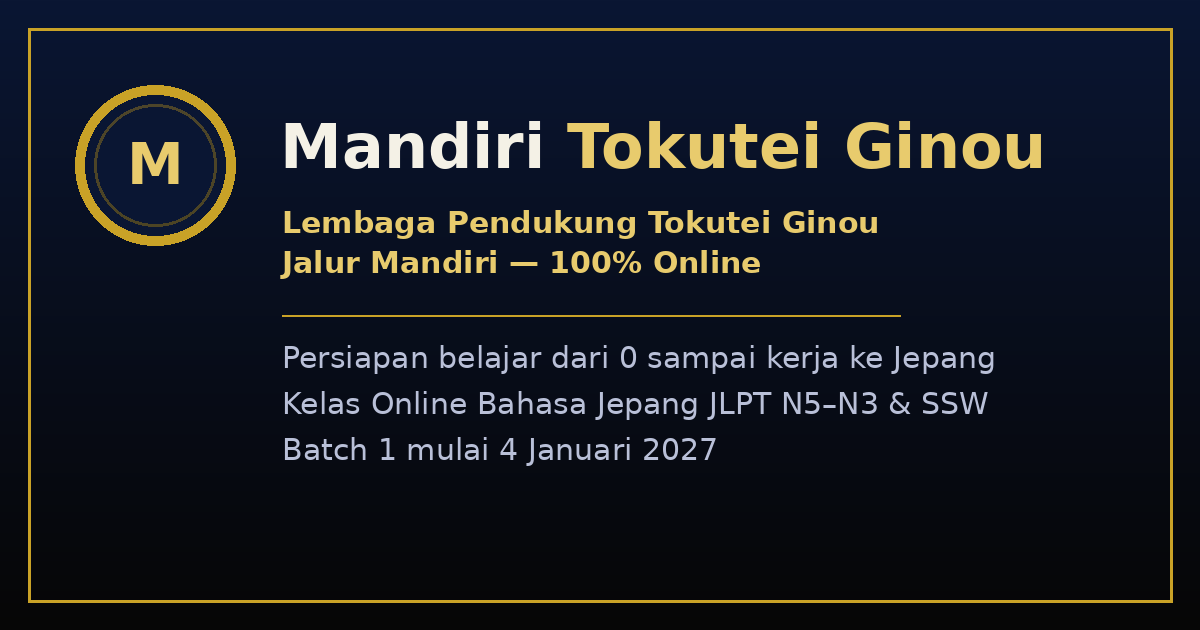 M
Mandiri Tokutei Ginou
Lembaga Pendukung Tokutei Ginou
Jalur Mandiri — 100% Online
Persiapan belajar dari 0 sampai kerja ke Jepang
Kelas Online Bahasa Jepang JLPT N5–N3 & SSW
Batch 1 mulai 4 Januari 2027